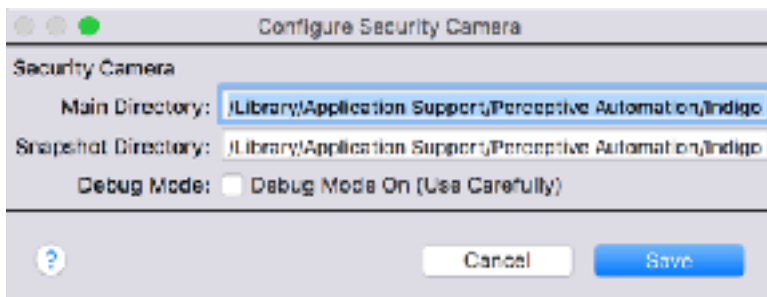 Configure Security Camera
Security Camera
Main Directory: /Library/Application Support/Perceptive Automation/Indigo
Snapshot Directory: /Library/Application Support/Perceptive Automation/Indigo
Debug Mode: Debug Mode On (Use Carefully)
? Cancel Save